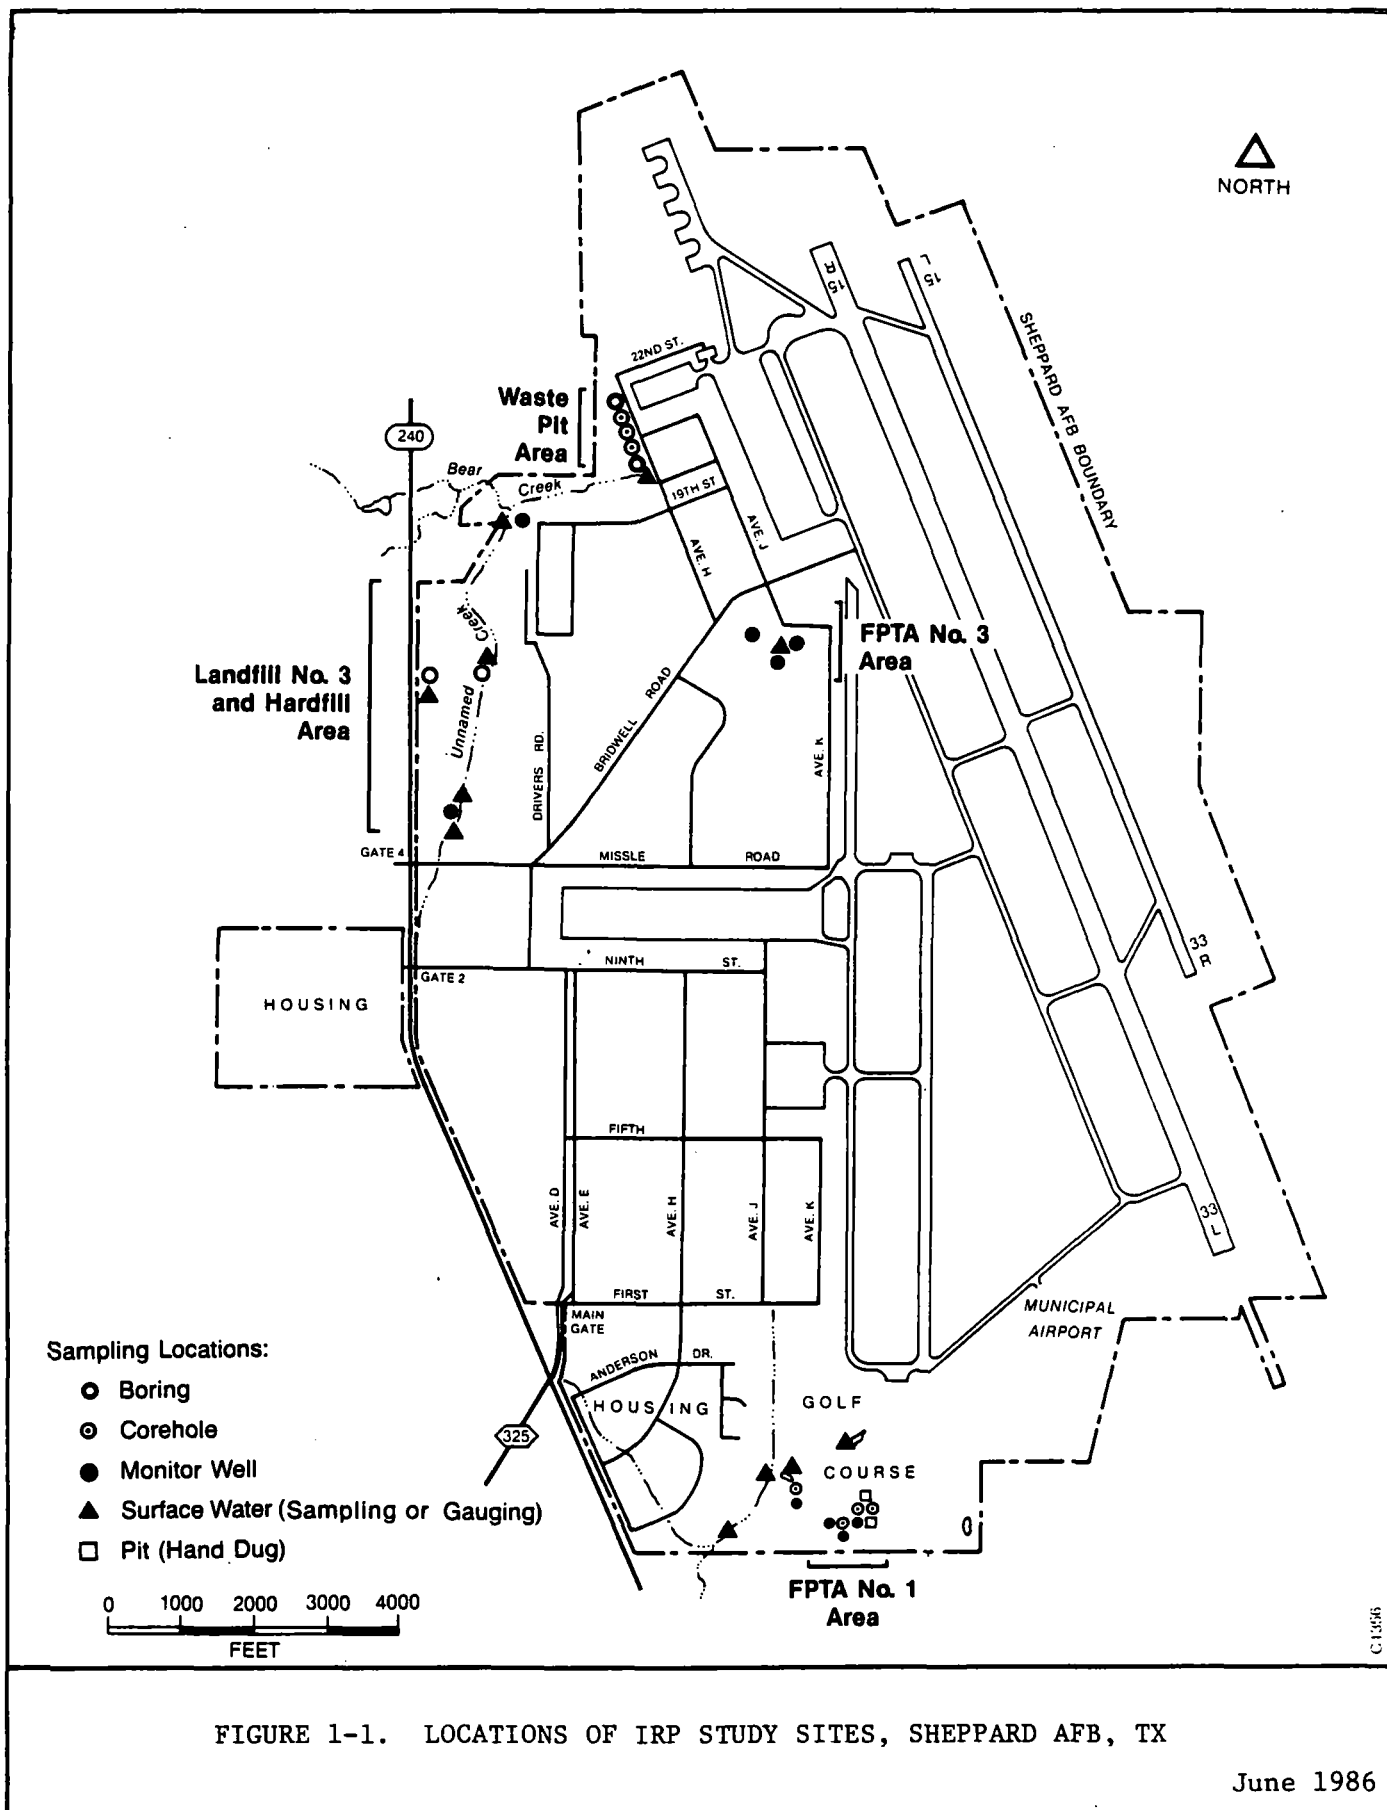 NORTH
15
R
15
L
SHEPPARD AFB BOUNDARY
22ND ST.
Waste
Pit
Area
240
Bear
Creek
19TH ST
AVE. H
AVE. J
FPTA No. 3
Area
Landfill No. 3
and Hardfill
Area
Unnamed
Creek
DRIVERS RD.
BRIDWELL ROAD
AVE. K
GATE 4
MISSLE ROAD
NINTH ST.
GATE 2
HOUSING
33
R
FIFTH
AVE. D
AVE. E
AVE. H
AVE. J
AVE. K
33
L
FIRST ST.
MAIN
GATE
MUNICIPAL
AIRPORT
ANDERSON DR.
HOUSING
GOLF
COURSE
325
Sampling Locations:
Boring
Corehole
Monitor Well
Surface Water (Sampling or Gauging)
Pit (Hand Dug)
0 1000 2000 3000 4000
FEET
FPTA No. 1
Area
C1356
FIGURE 1-1. LOCATIONS OF IRP STUDY SITES, SHEPPARD AFB, TX
June 1986